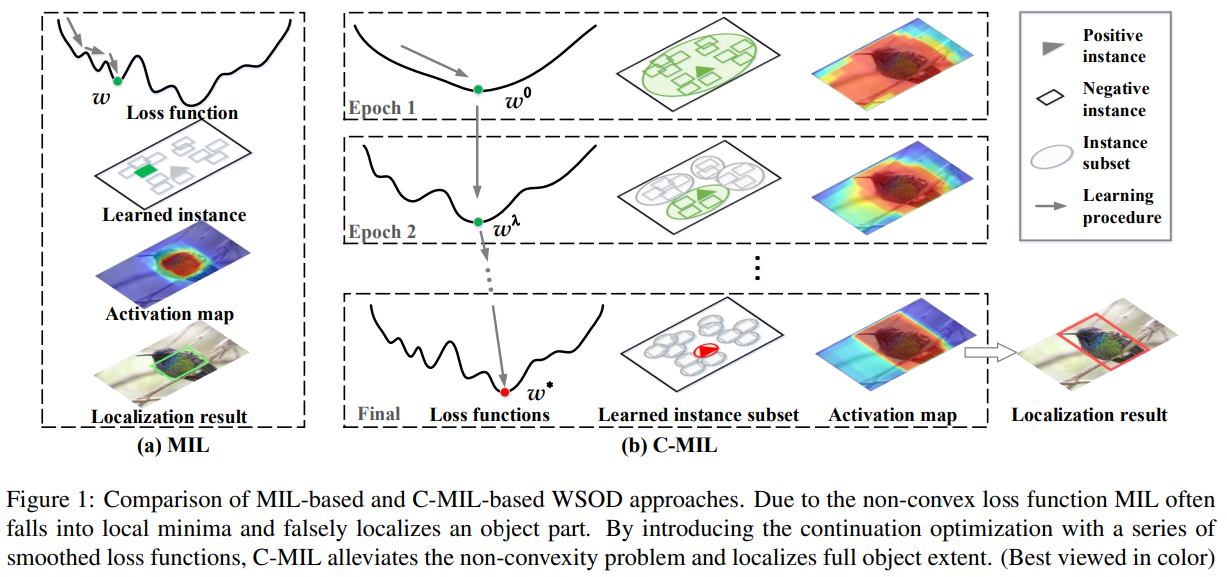 w
Loss function
Learned instance
Activation map
Localization result
(a) MIL
Epoch 1
w⁰
Epoch 2
w^λ
Final
w*
Loss functions
Learned instance subset
Activation map
Localization result
(b) C-MIL
Positive
instance
Negative
instance
Instance
subset
Learning
procedure
Figure 1: Comparison of MIL-based and C-MIL-based WSOD approaches. Due to the non-convex loss function MIL often
falls into local minima and falsely localizes an object part. By introducing the continuation optimization with a series of
smoothed loss functions, C-MIL alleviates the non-convexity problem and localizes full object extent. (Best viewed in color)